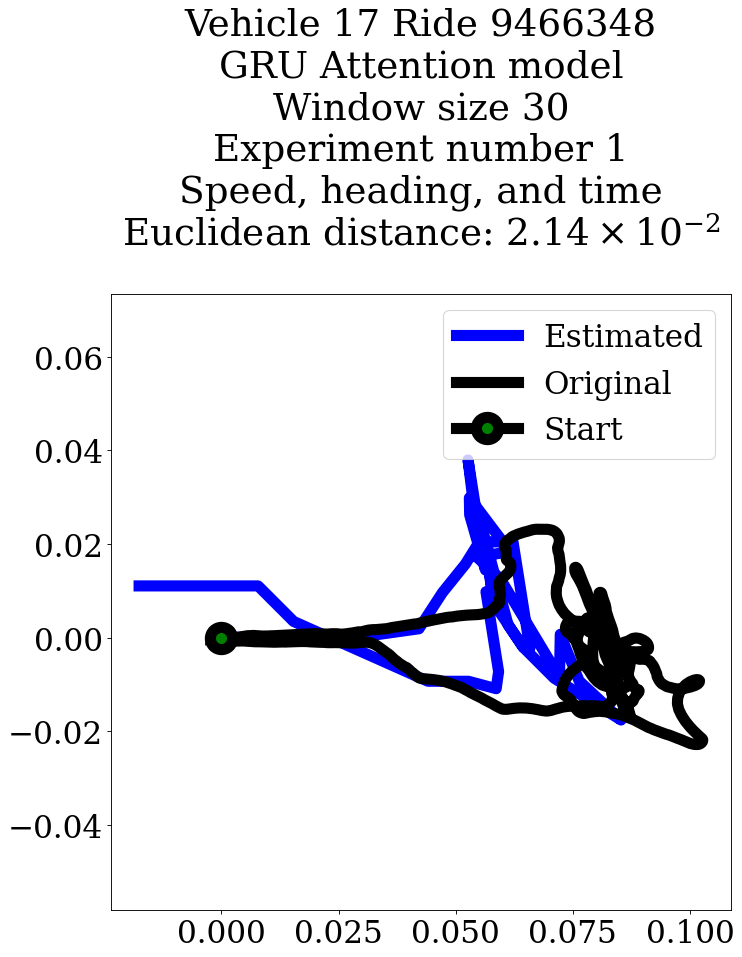 Vehicle 17 Ride 9466348
GRU Attention model
Window size 30
Experiment number 1
Speed, heading, and time
Euclidean distance: 2.14 × 10⁻²
Estimated
Original
Start
0.06
0.04
0.02
0.00
−0.02
−0.04
0.000 0.025 0.050 0.075 0.100